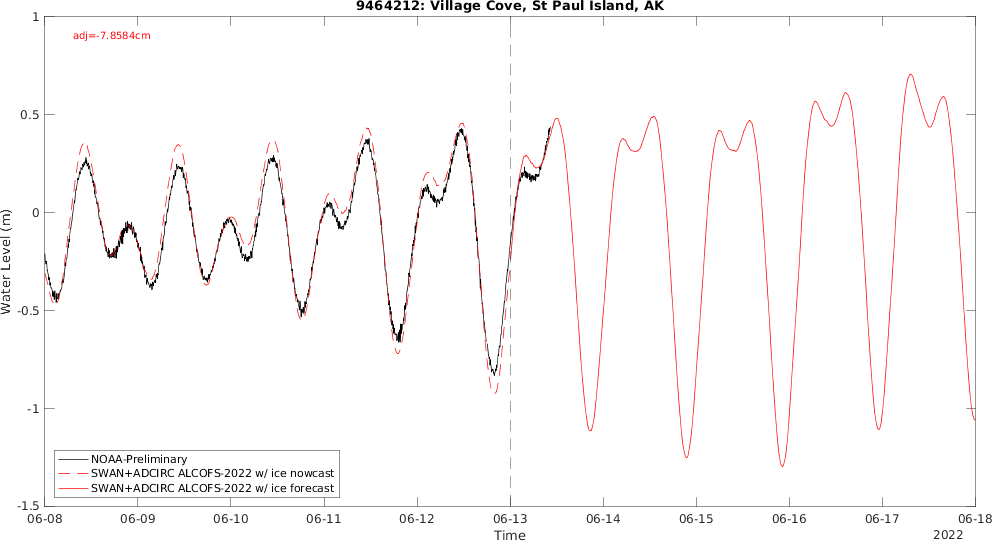 9464212: Village Cove, St Paul Island, AK
adj=-7.8584cm
1
0.5
0
-0.5
-1
-1.5
Water Level (m)
NOAA-Preliminary
SWAN+ADCIRC ALCOFS-2022 w/ ice nowcast
SWAN+ADCIRC ALCOFS-2022 w/ ice forecast
06-08 06-09 06-10 06-11 06-12 06-13 06-14 06-15 06-16 06-17 06-18
Time
2022